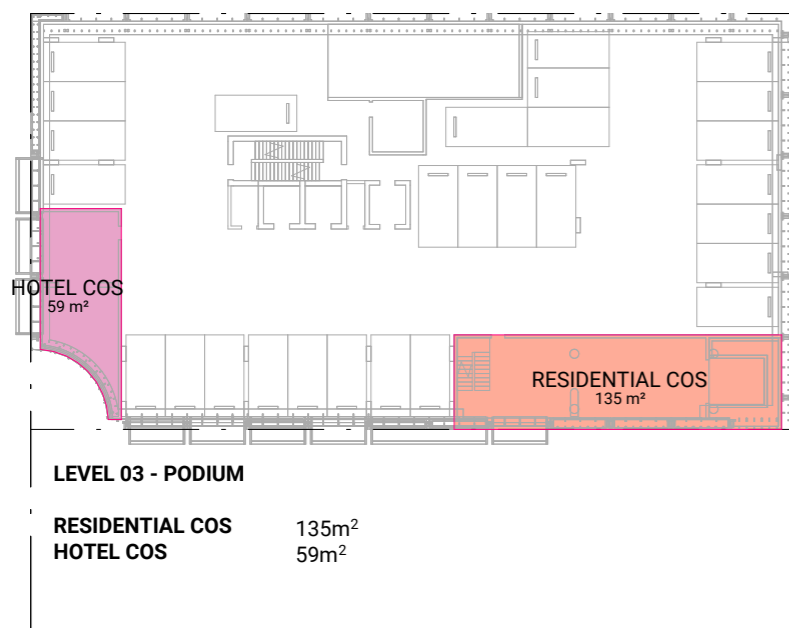 HOTEL COS
59 m²
RESIDENTIAL COS
135 m²
LEVEL 03 - PODIUM
RESIDENTIAL COS 135m²
HOTEL COS 59m²